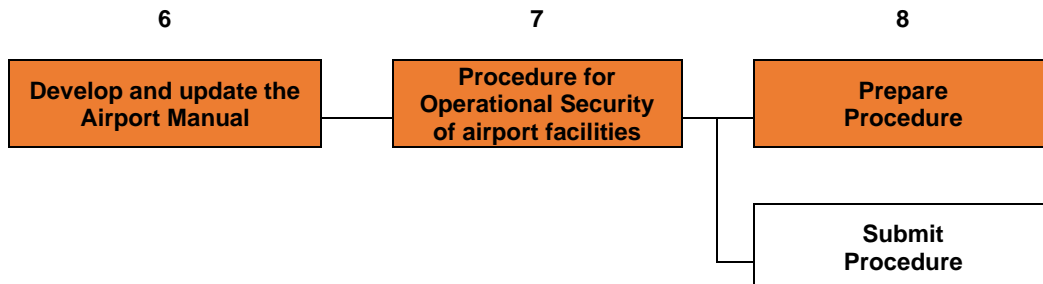 6 7 8
Develop and update the
Airport Manual
Procedure for
Operational Security
of airport facilities
Prepare
Procedure
Submit
Procedure